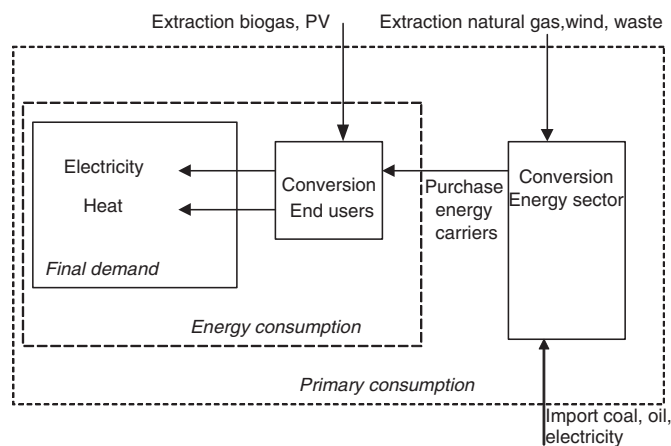 Extraction biogas, PV
Extraction natural gas,wind, waste
Electricity
Heat
Final demand
Conversion
End users
Purchase
energy
carriers
Conversion
Energy sector
Energy consumption
Primary consumption
Import coal, oil,
electricity